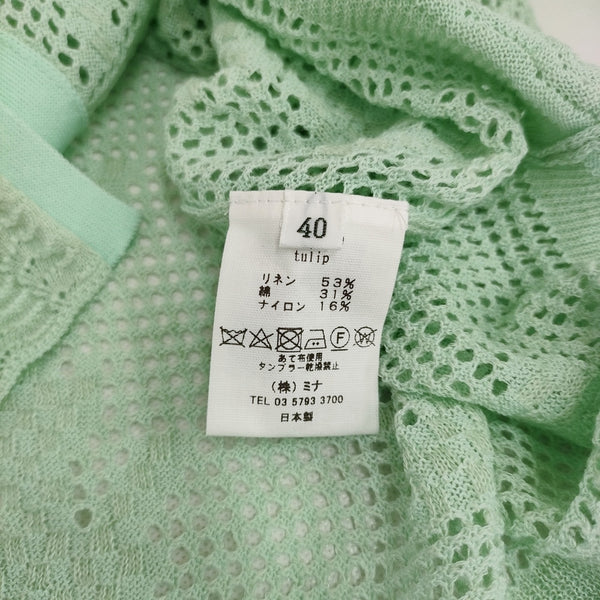 40
tulip
リネン 53%
綿 31%
ナイロン 16%
F W
あて布使用
タンブラー乾燥禁止
(株)ミナ
TEL 03 5793 3700
日本製